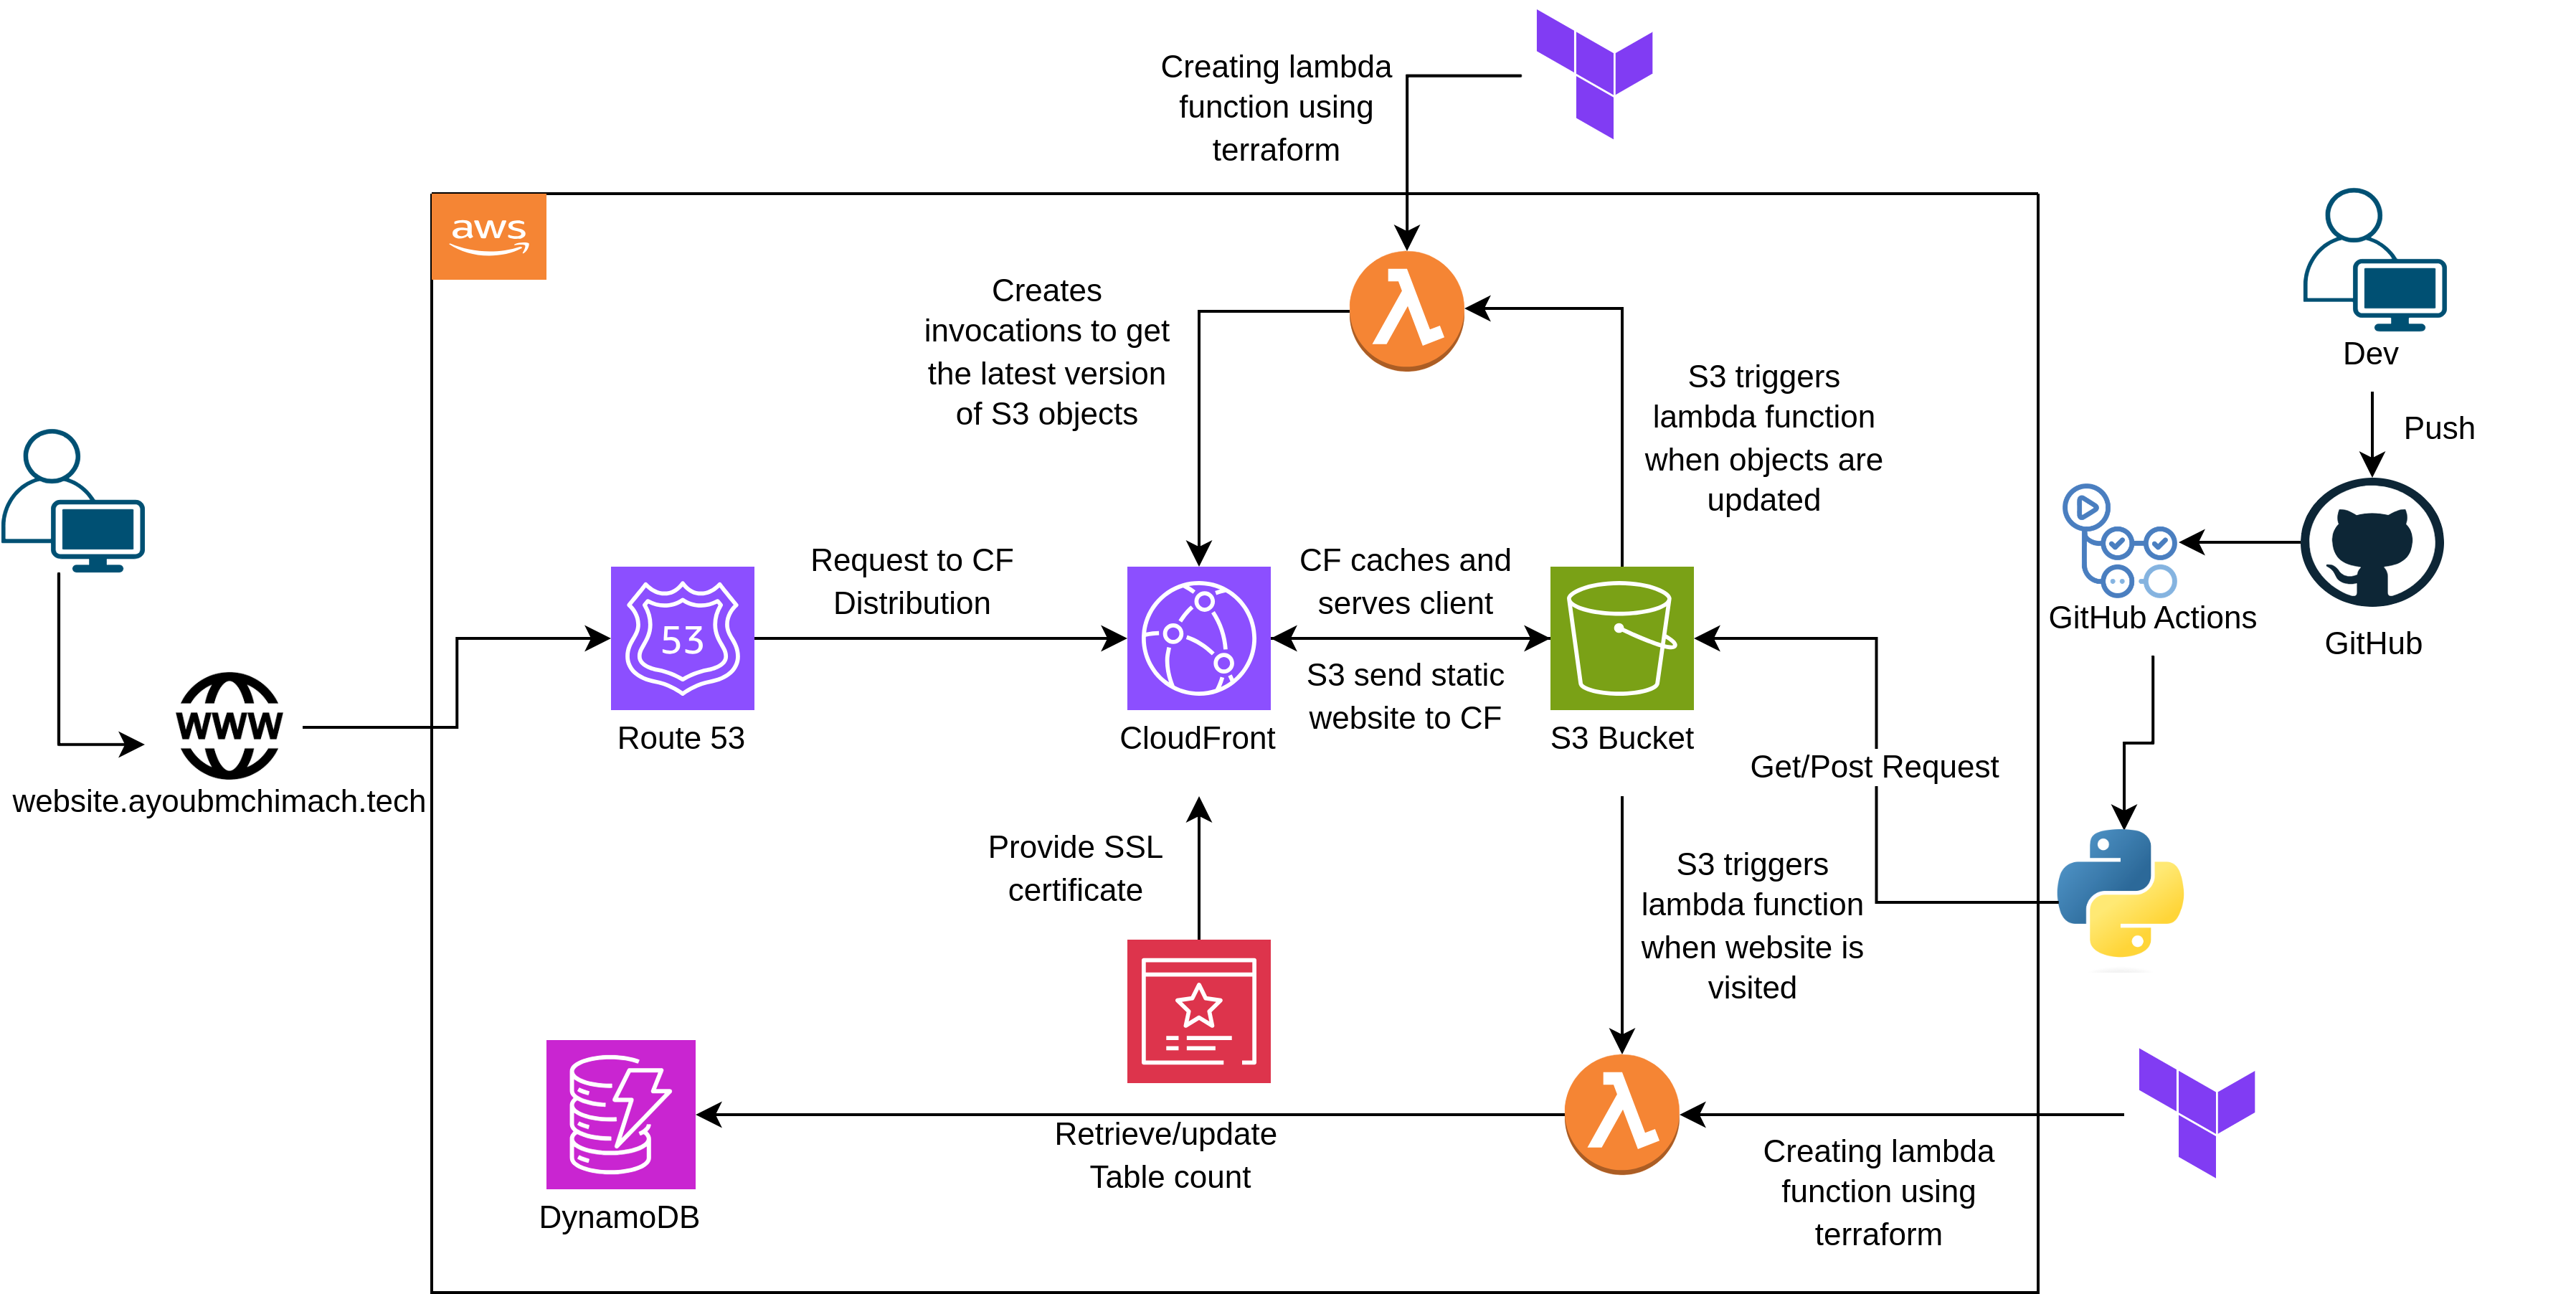 Creating lambda
function using
terraform
aws
Creates
invocations to get
the latest version
of S3 objects
S3 triggers
lambda function
when objects are
updated
Dev
Push
GitHub Actions
GitHub
Request to CF
Distribution
CF caches and
serves client
S3 send static
website to CF
53
Route 53
CloudFront
S3 Bucket
WWW
website.ayoubmchimach.tech
Get/Post Request
Provide SSL
certificate
S3 triggers
lambda function
when website is
visited
Retrieve/update
Table count
DynamoDB
Creating lambda
function using
terraform